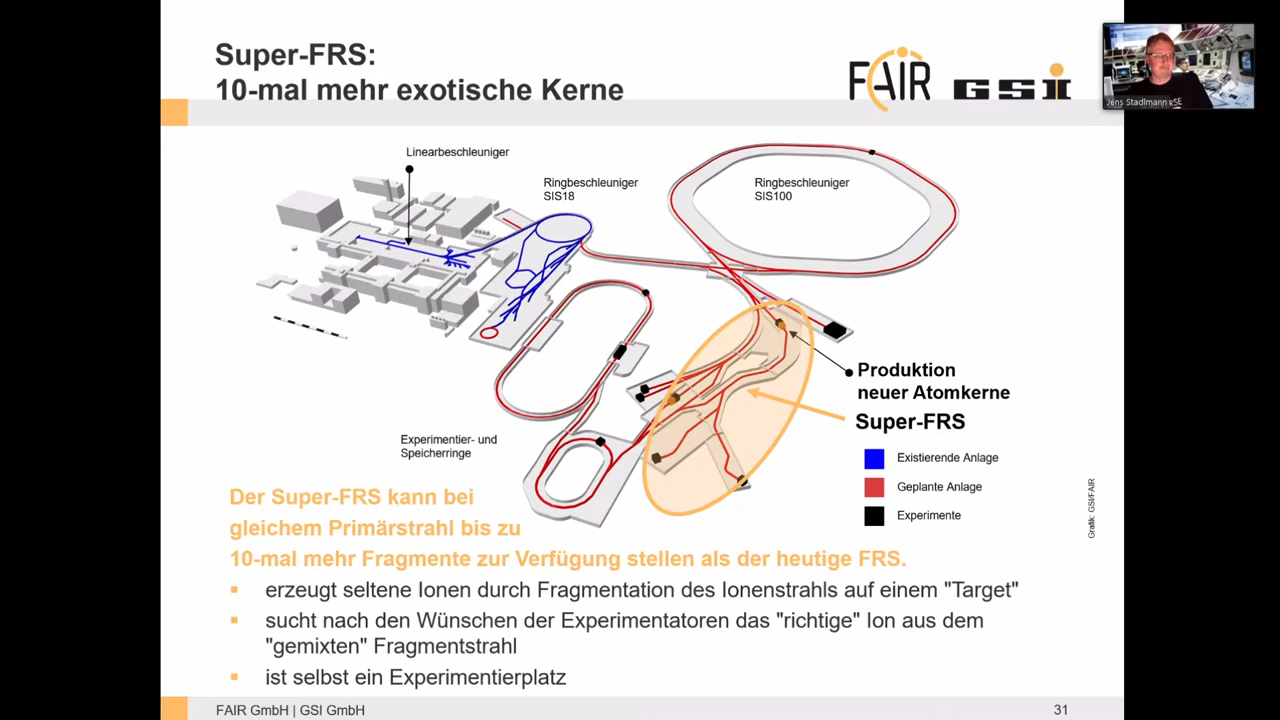 Super-FRS:
10-mal mehr exotische Kerne
FAIR GSI
Jens Stadlmann
Linearbeschleuniger
Ringbeschleuniger
SIS18
Ringbeschleuniger
SIS100
Produktion
neuer Atomkerne
Super-FRS
Experimentier- und
Speicherringe
Existierende Anlage
Geplante Anlage
Experimente
Grafik: GSI/FAIR
Der Super-FRS kann bei
gleichem Primärstrahl bis zu
10-mal mehr Fragmente zur Verfügung stellen als der heutige FRS.
erzeugt seltene Ionen durch Fragmentation des Ionenstrahls auf einem "Target"
sucht nach den Wünschen der Experimentatoren das "richtige" Ion aus dem
"gemixten" Fragmentstrahl
ist selbst ein Experimentierplatz
FAIR GmbH | GSI GmbH
31